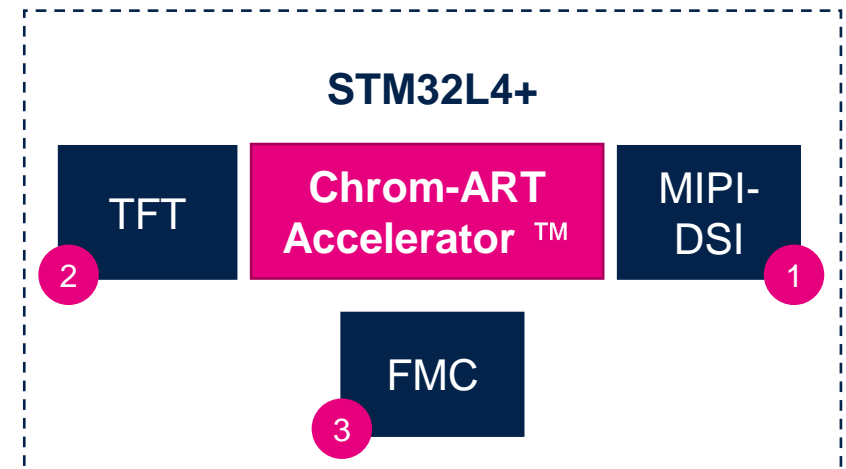 STM32L4+
TFT
Chrom-ART
Accelerator ™
MIPI-
DSI
2
1
FMC
3